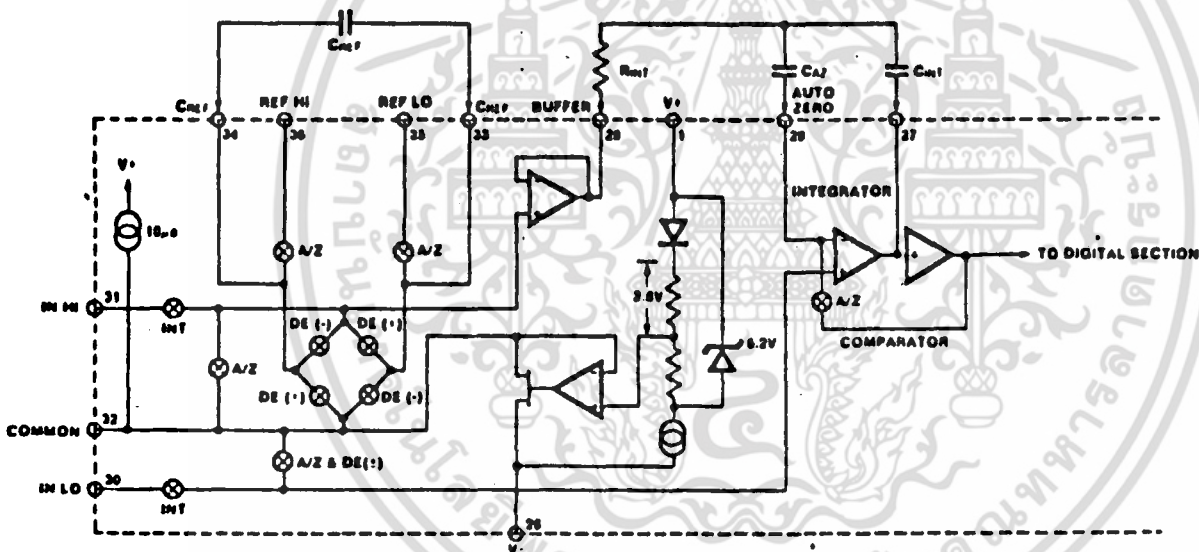 CREF
RINT
CAZ
CINT
CREF
REF HI
REF LO
CREF
BUFFER
V+
AUTO
ZERO
34
36
35
33
28
1
29
27
V+
10µA
INTEGRATOR
A/Z
A/Z
TO DIGITAL SECTION
31
IN HI
INT
DE (-)
DE (+)
2.8V
A/Z
COMPARATOR
A/Z
6.2V
DE (+)
DE (-)
32
COMMON
A/Z & DE(±)
30
IN LO
INT
26
V-